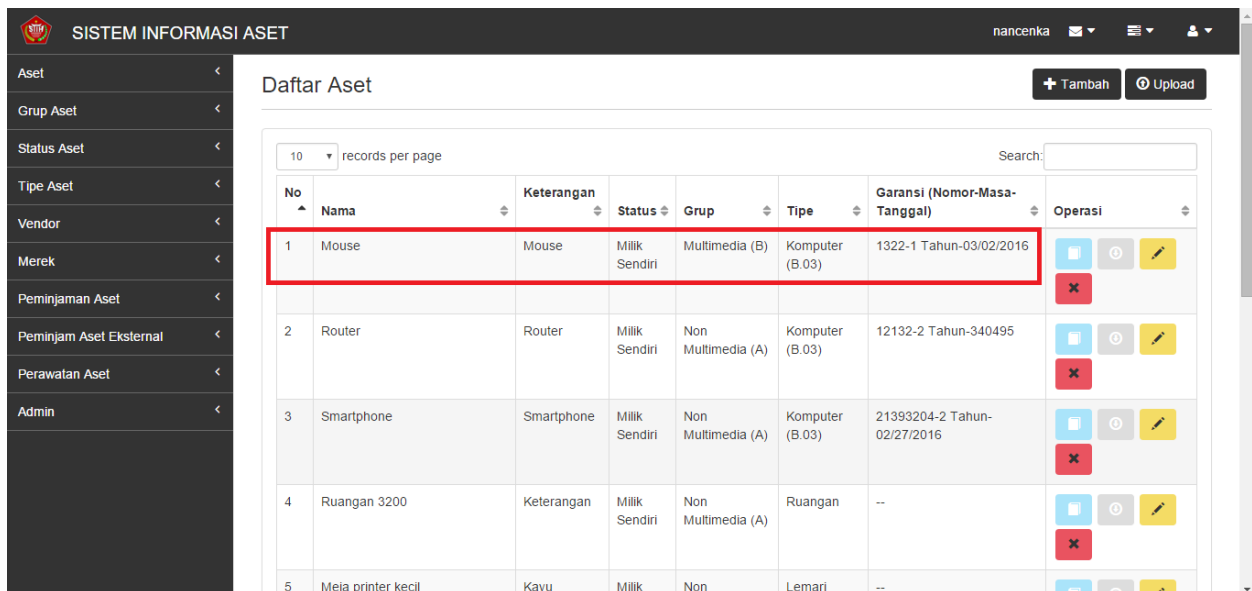 STTH
SISTEM INFORMASI ASET
nancenka
Aset
Grup Aset
Status Aset
Tipe Aset
Vendor
Merek
Peminjaman Aset
Peminjam Aset Eksternal
Perawatan Aset
Admin
Daftar Aset
Tambah
Upload
10 records per page
Search:
No Nama Keterangan Status Grup Tipe Garansi (Nomor-Masa-
Tanggal) Operasi
1 Mouse Mouse Milik Multimedia (B) Komputer 1322-1 Tahun-03/02/2016
Sendiri (B.03)
2 Router Router Milik Non Komputer 12132-2 Tahun-340495
Sendiri Multimedia (A) (B.03)
3 Smartphone Smartphone Milik Non Komputer 21393204-2 Tahun-
Sendiri Multimedia (A) (B.03) 02/27/2016
4 Ruangan 3200 Keterangan Milik Non Ruangan --
Sendiri Multimedia (A)
5 Meja printer kecil Kayu Milik Non Lemari --